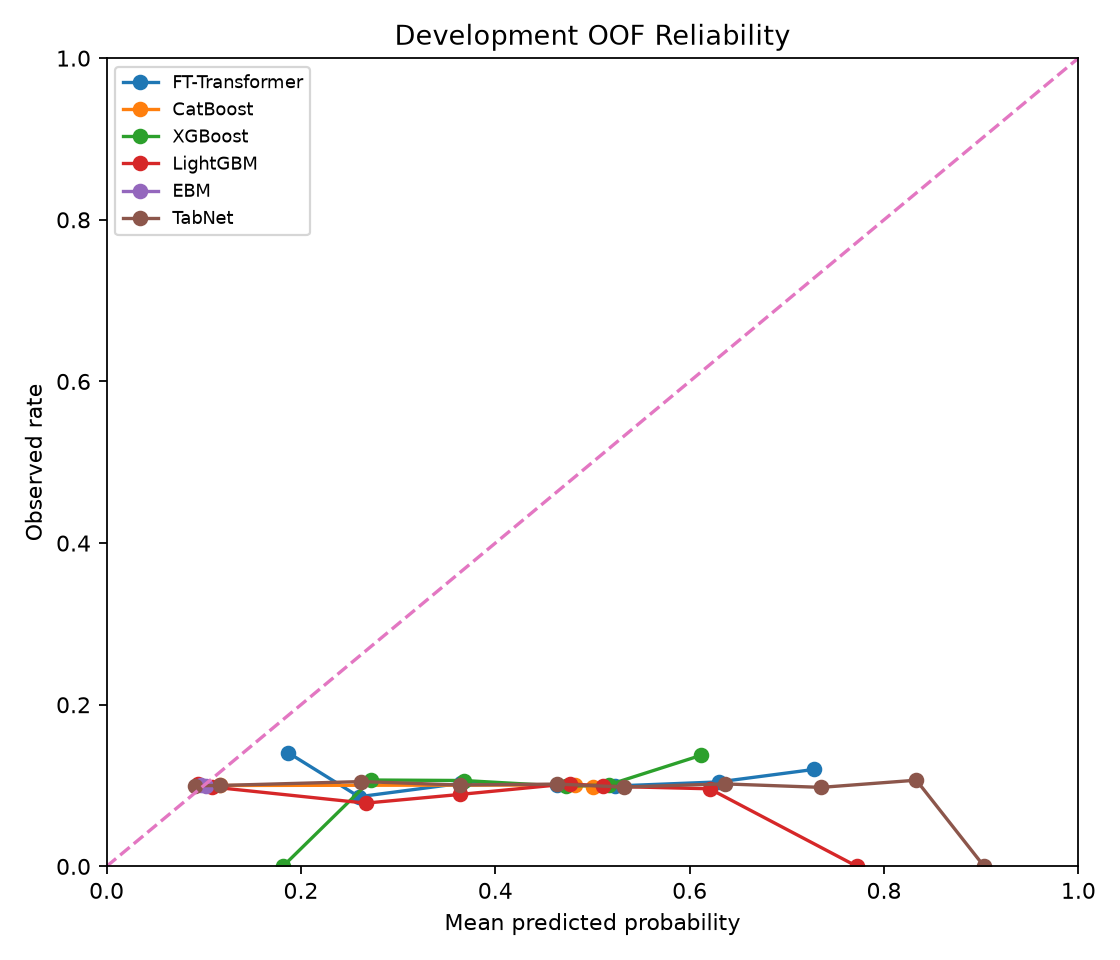 Development OOF Reliability
1.0
FT-Transformer
CatBoost
XGBoost
LightGBM
EBM
TabNet
0.8
0.6
0.4
0.2
0.0
Observed rate
0.0 0.2 0.4 0.6 0.8 1.0
Mean predicted probability